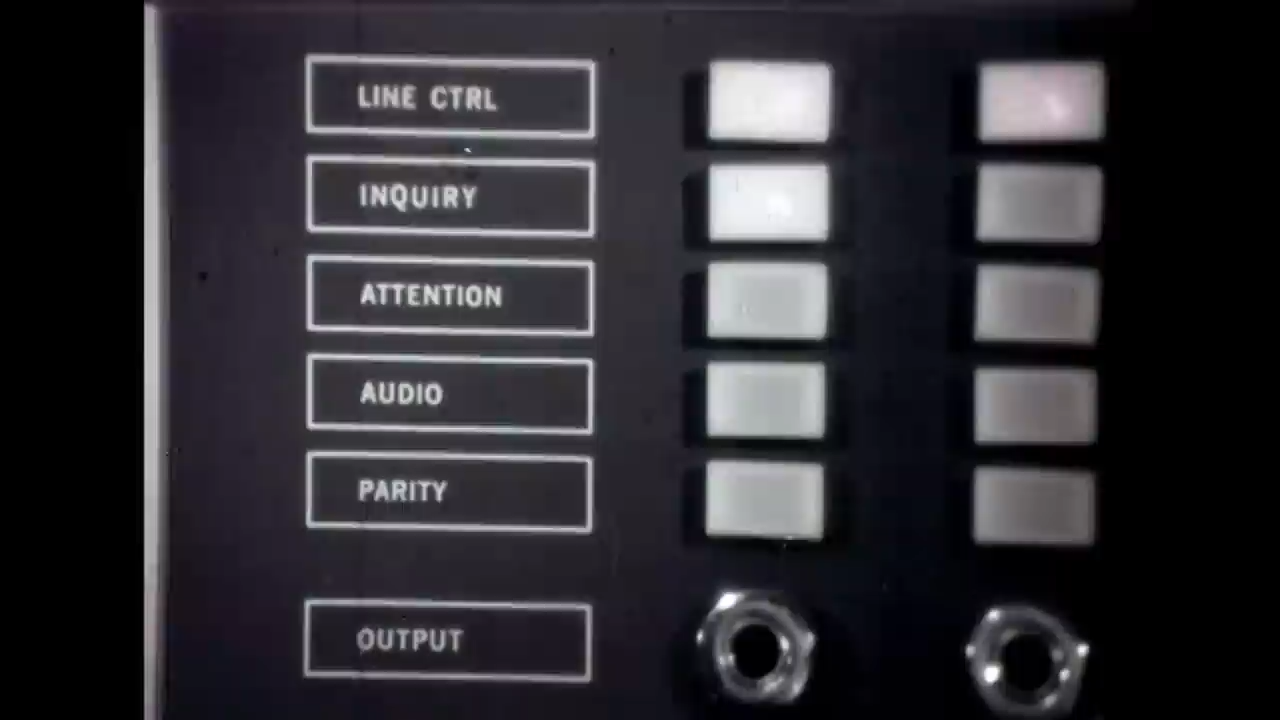 LINE CTRL
INQUIRY
ATTENTION
AUDIO
PARITY
OUTPUT